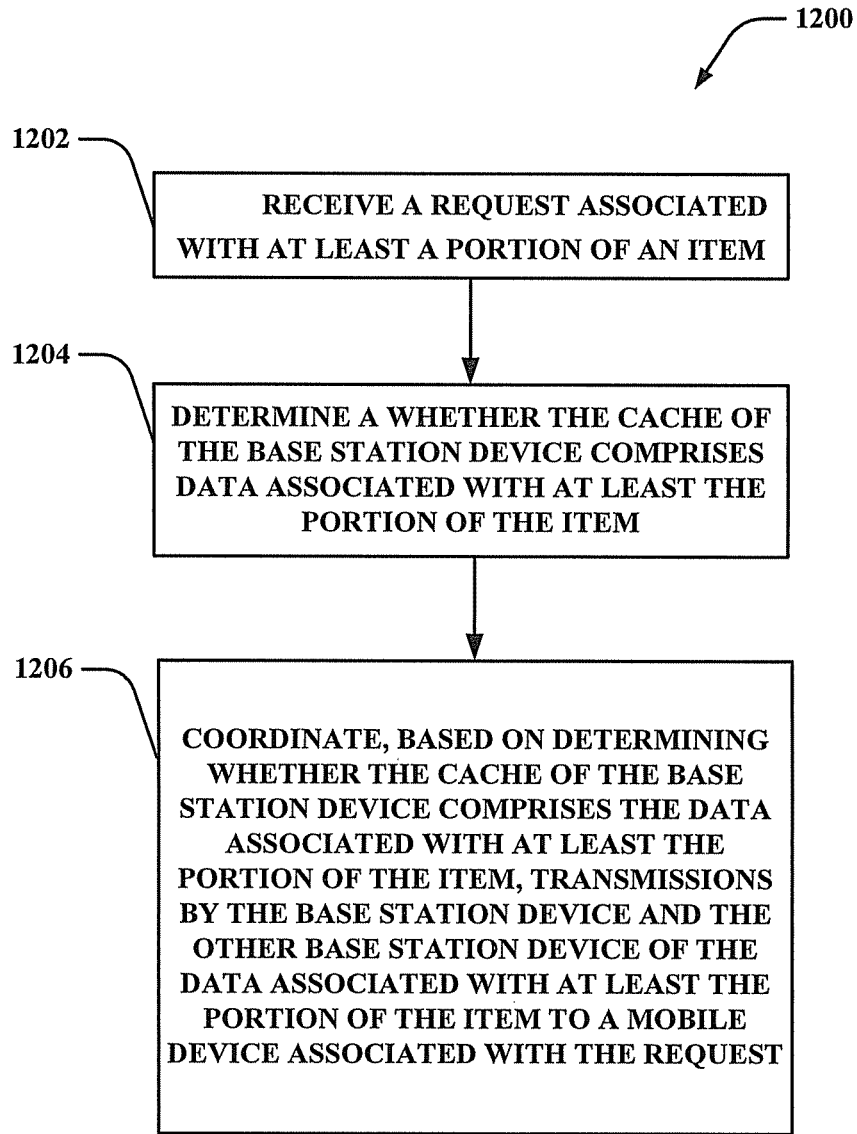 1200
1202
RECEIVE A REQUEST ASSOCIATED
WITH AT LEAST A PORTION OF AN ITEM
1204
DETERMINE A WHETHER THE CACHE OF
THE BASE STATION DEVICE COMPRISES
DATA ASSOCIATED WITH AT LEAST THE
PORTION OF THE ITEM
1206
COORDINATE, BASED ON DETERMINING
WHETHER THE CACHE OF THE BASE
STATION DEVICE COMPRISES THE DATA
ASSOCIATED WITH AT LEAST THE
PORTION OF THE ITEM, TRANSMISSIONS
BY THE BASE STATION DEVICE AND THE
OTHER BASE STATION DEVICE OF THE
DATA ASSOCIATED WITH AT LEAST THE
PORTION OF THE ITEM TO A MOBILE
DEVICE ASSOCIATED WITH THE REQUEST